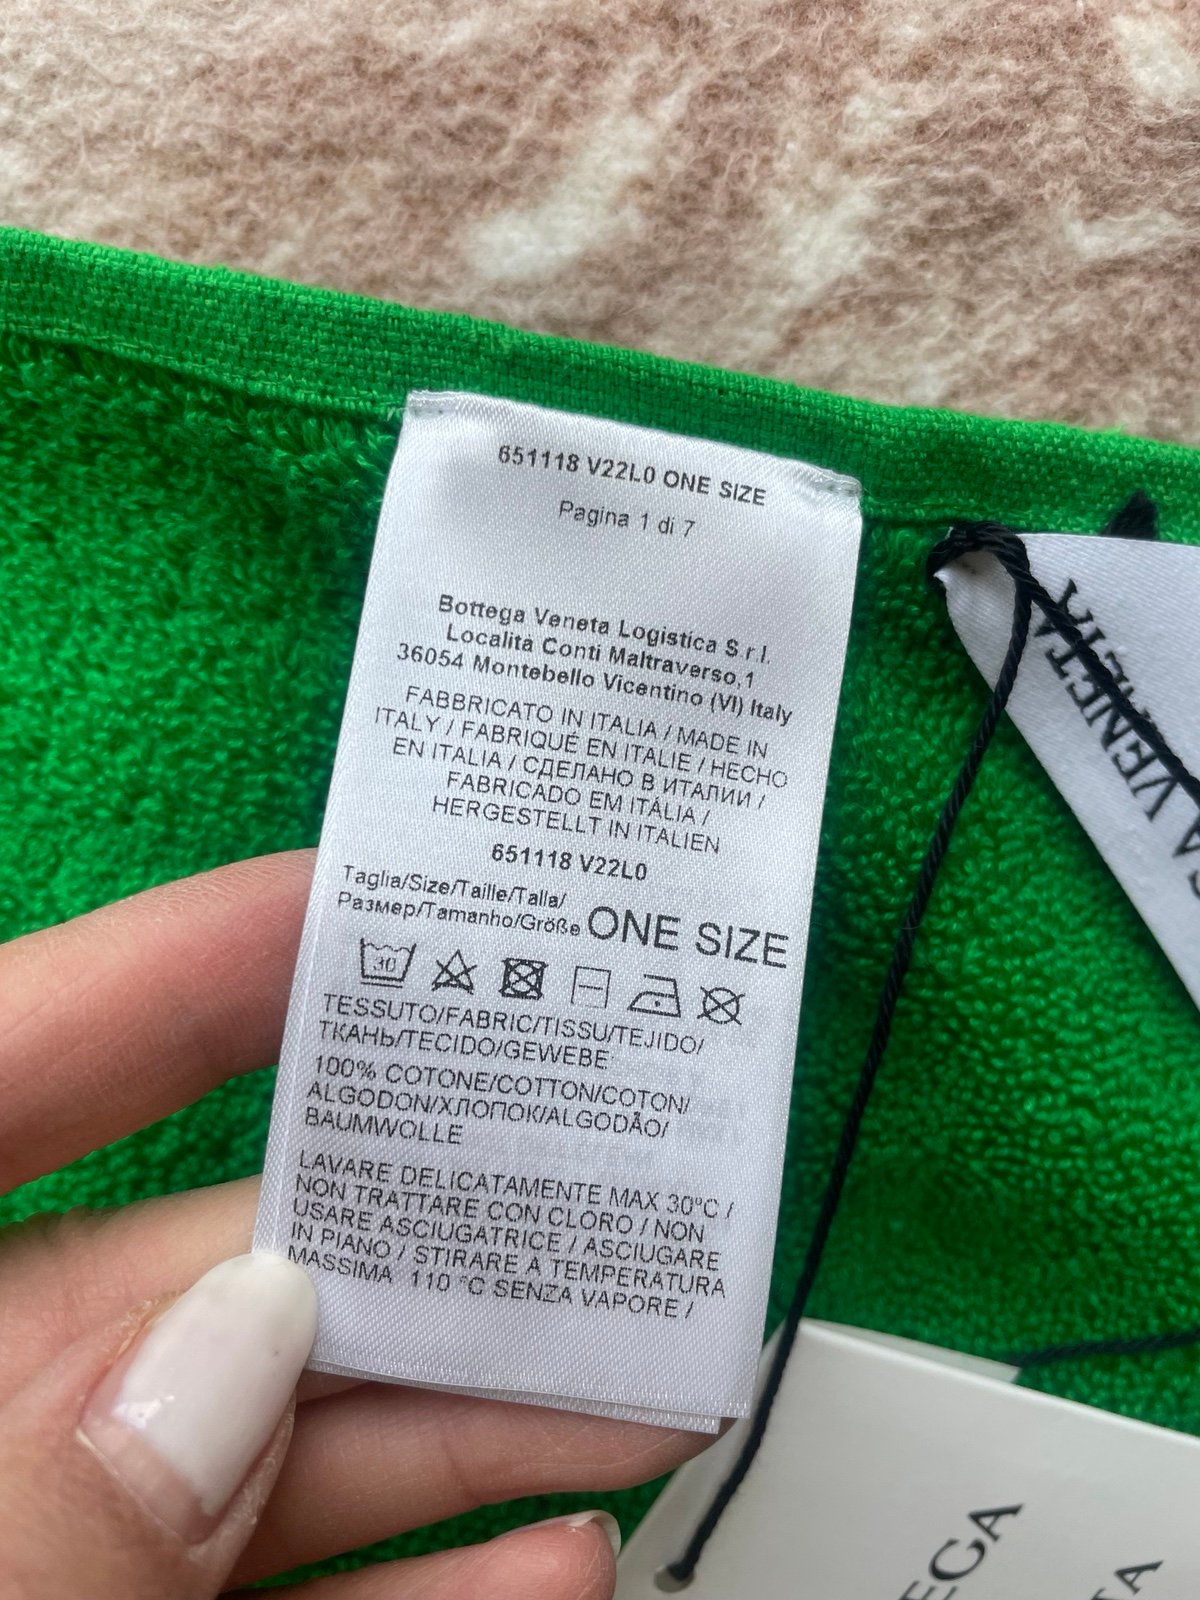 651118 V22L0 ONE SIZE
Pagina 1 di 7
Bottega Veneta Logistica S.r.l.
Localita Conti Maltraverso,1
36054 Montebello Vicentino (VI) Italy
FABBRICATO IN ITALIA / MADE IN
ITALY / FABRIQUÉ EN ITALIE / HECHO
EN ITALIA / СДЕЛАНО В ИТАЛИИ /
FABRICADO EM ITÁLIA /
HERGESTELLT IN ITALIEN
651118 V22L0
Taglia/Size/Taille/Talla/
Размер/Tamanho/Größe ONE SIZE
30
TESSUTO/FABRIC/TISSU/TEJIDO/
ТКАНЬ/TECIDO/GEWEBE
100% COTONE/COTTON/COTON/
ALGODON/ХЛОПОК/ALGODÃO/
BAUMWOLLE
LAVARE DELICATAMENTE MAX 30°C /
NON TRATTARE CON CLORO / NON
USARE ASCIUGATRICE / ASCIUGARE
IN PIANO / STIRARE A TEMPERATURA
MASSIMA 110 °C SENZA VAPORE /
VENETA